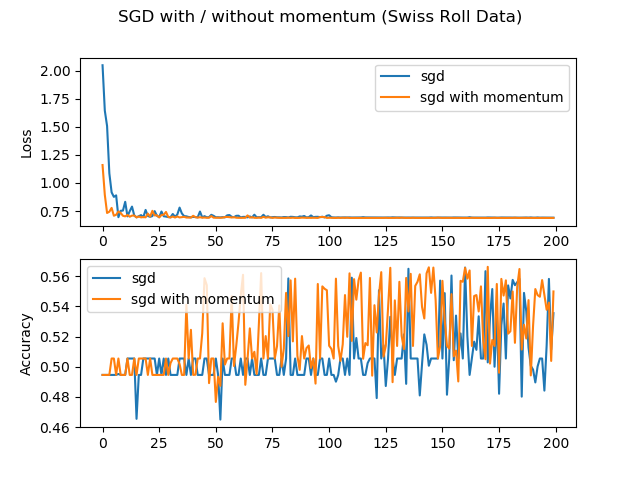 SGD with / without momentum (Swiss Roll Data)
2.00
1.75
1.50
1.25
1.00
0.75
Loss
sgd
sgd with momentum
0 25 50 75 100 125 150 175 200
0.56
0.54
0.52
0.50
0.48
0.46
Accuracy
sgd
sgd with momentum
0 25 50 75 100 125 150 175 200